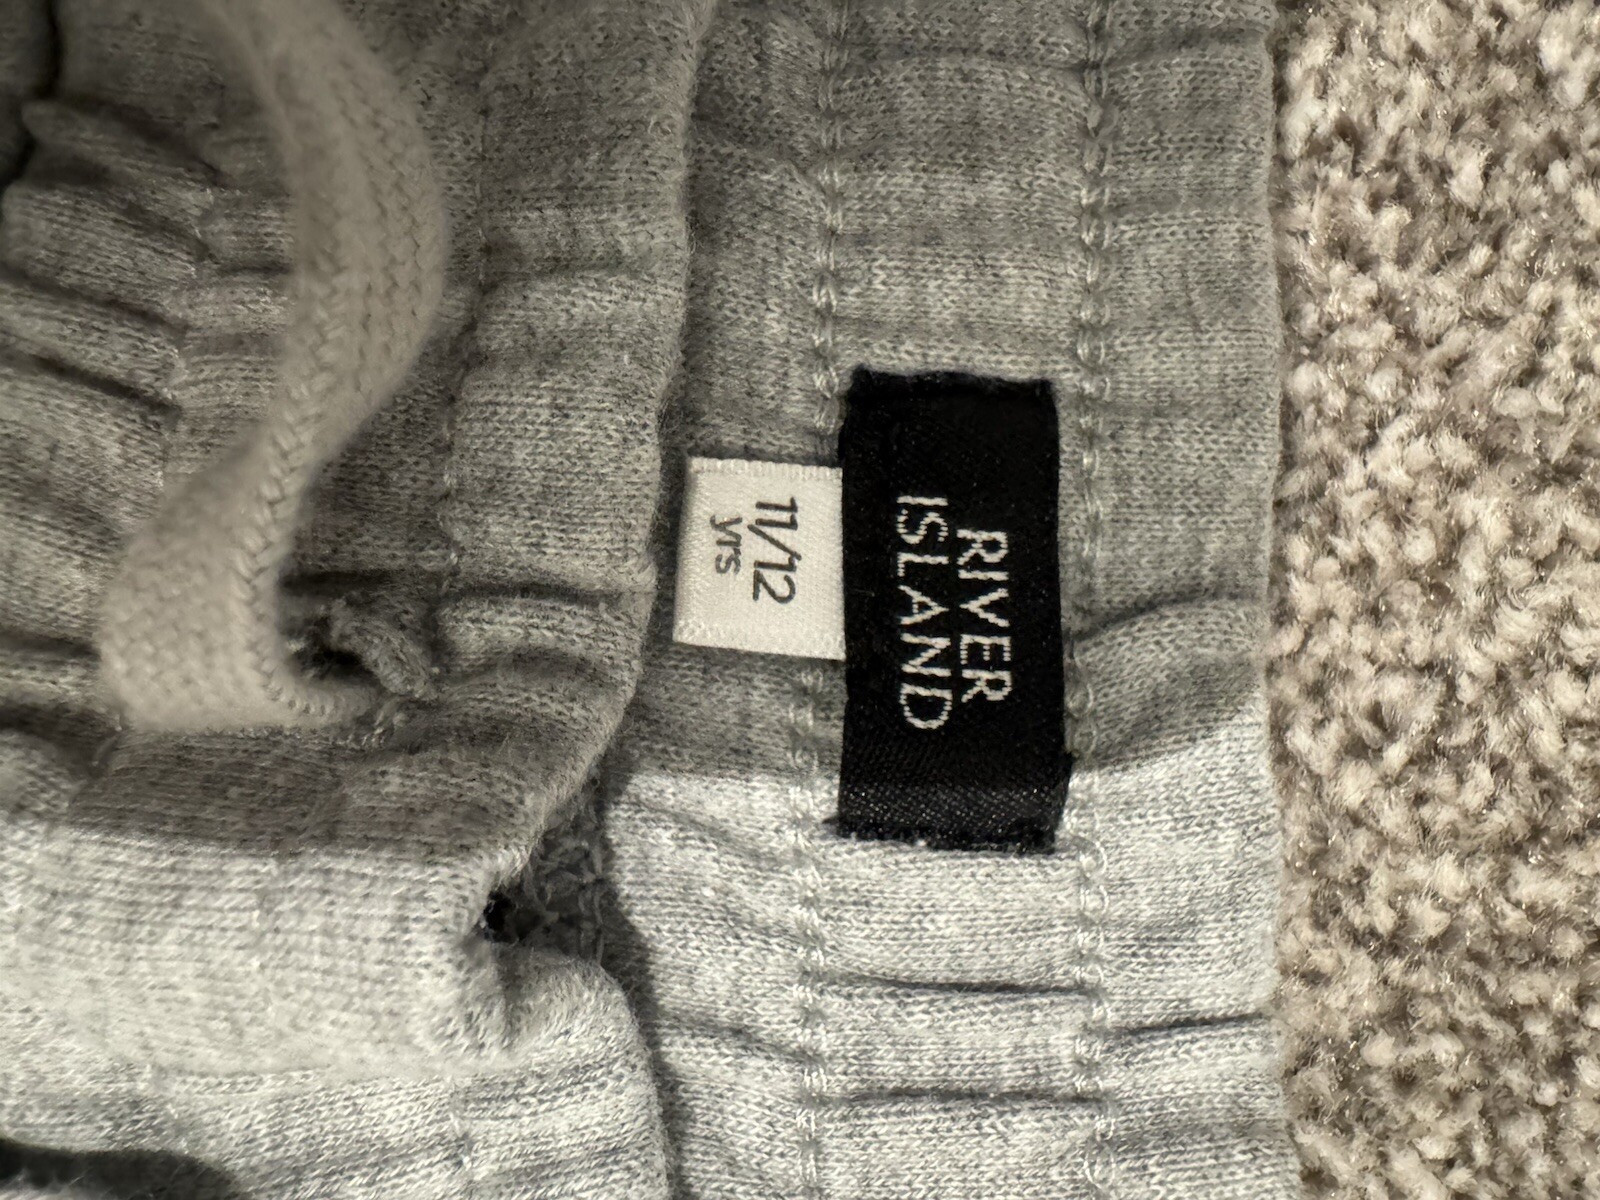 RIVER
ISLAND
11/12
yrs